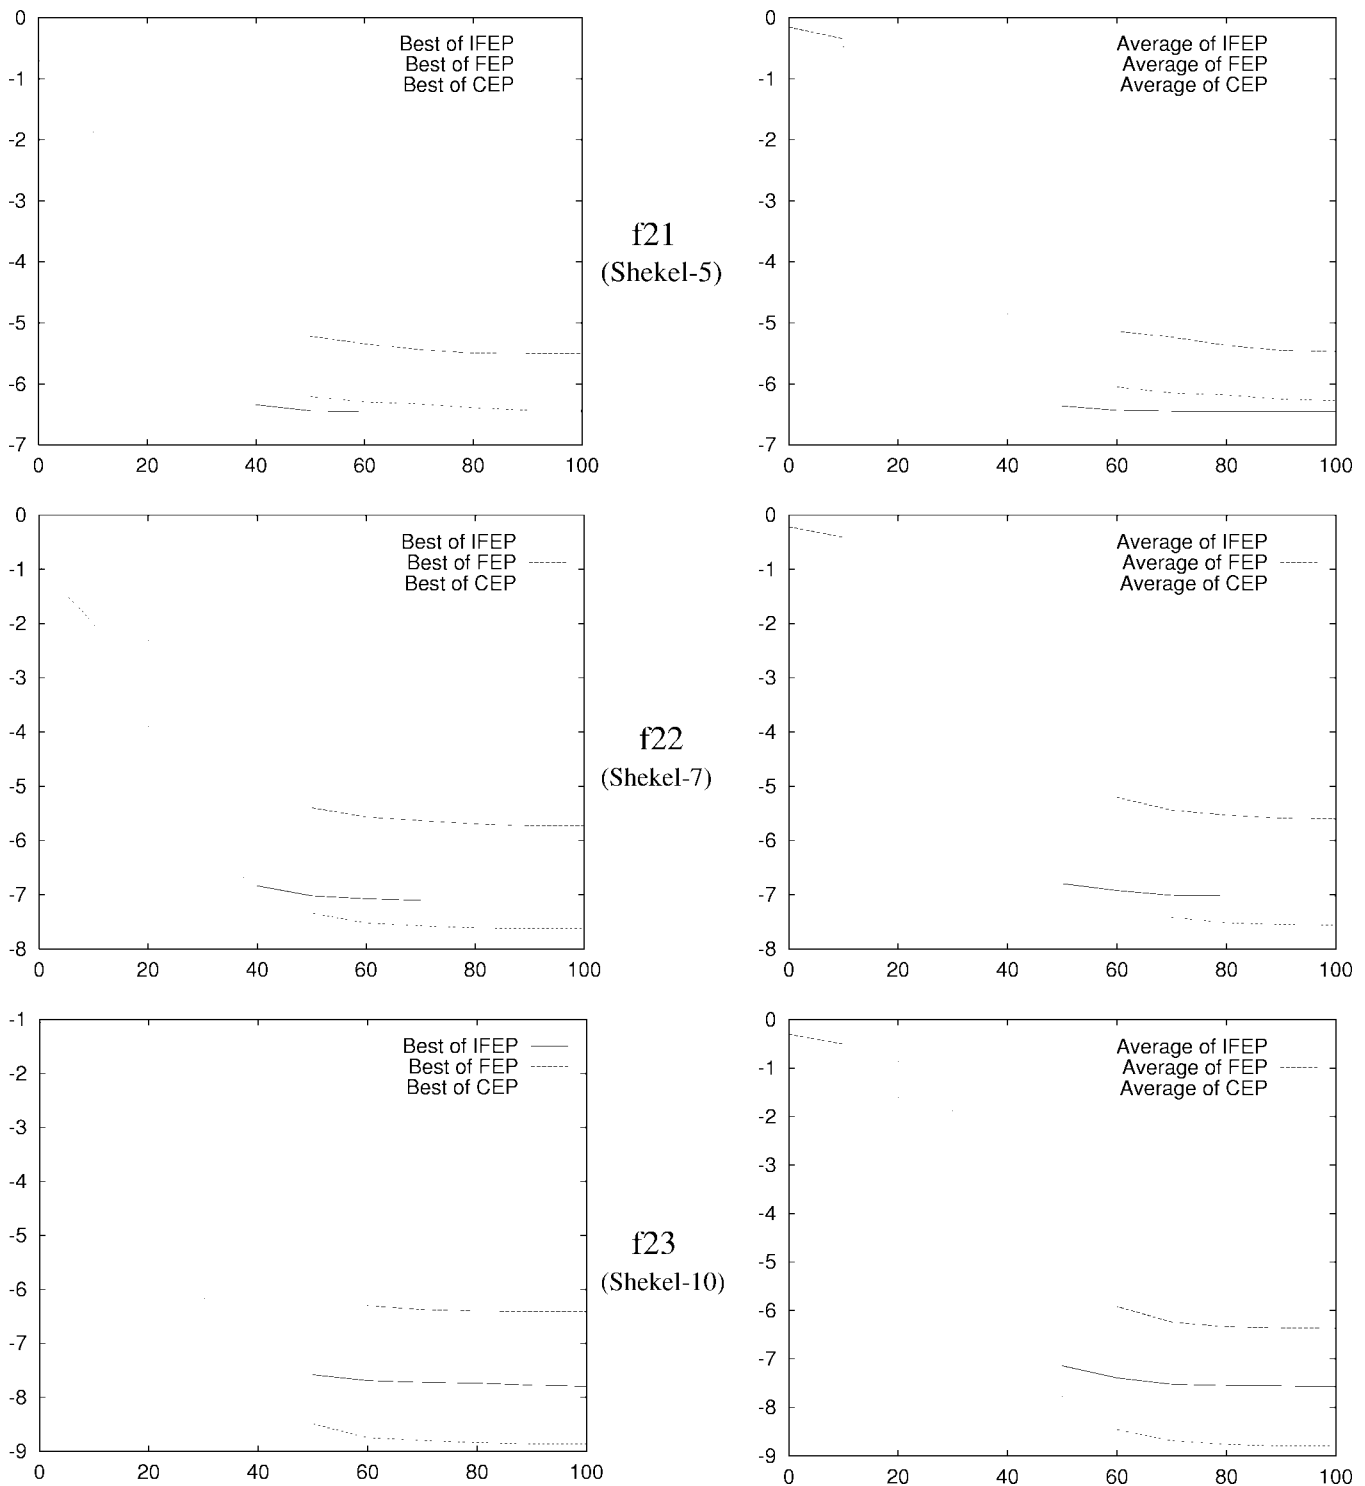 0
-1
-2
-3
-4
-5
-6
-7
0 20 40 60 80 100
Best of IFEP
Best of FEP
Best of CEP
f21
(Shekel-5)
0
-1
-2
-3
-4
-5
-6
-7
0 20 40 60 80 100
Average of IFEP
Average of FEP
Average of CEP
0
-1
-2
-3
-4
-5
-6
-7
-8
0 20 40 60 80 100
Best of IFEP
Best of FEP
Best of CEP
f22
(Shekel-7)
0
-1
-2
-3
-4
-5
-6
-7
-8
0 20 40 60 80 100
Average of IFEP
Average of FEP
Average of CEP
-1
-2
-3
-4
-5
-6
-7
-8
-9
0 20 40 60 80 100
Best of IFEP
Best of FEP
Best of CEP
f23
(Shekel-10)
0
-1
-2
-3
-4
-5
-6
-7
-8
-9
0 20 40 60 80 100
Average of IFEP
Average of FEP
Average of CEP